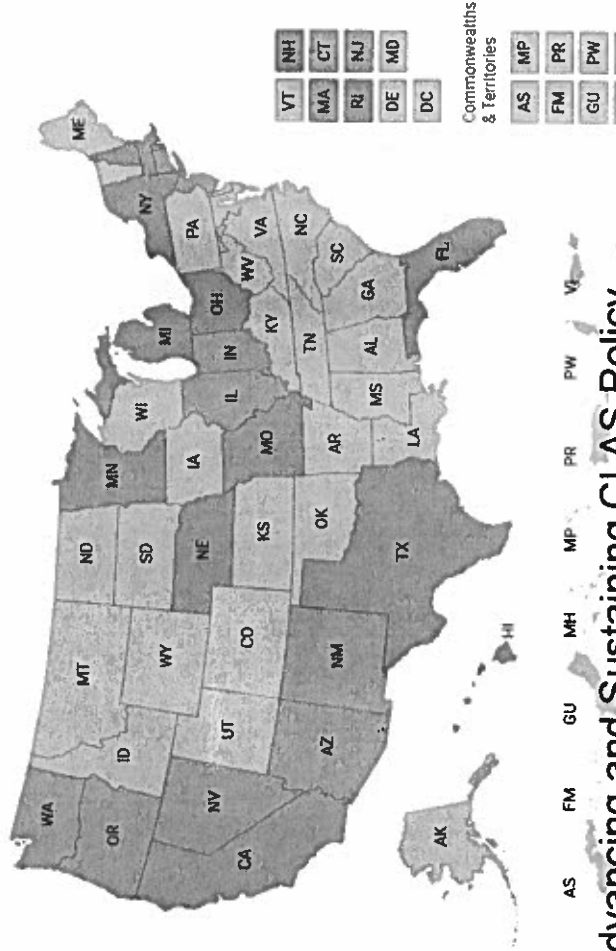 WA
MT
ND
MN
ME
OR
ID
SD
WI
MI
NY
WY
NE
IA
PA
NV
UT
CO
KS
MO
IL
IN
OH
WV
VA
CA
KY
NC
AZ
NM
OK
AR
TN
SC
TX
LA
MS
AL
GA
FL
AK
HI
VT NH
MA CT
RI NJ
DE MD
DC
Commonwealths
& Territories
AS MP
FM PR
GU PW
AS FM GU MH MP PR PW VI
dvancing and Sustaining CLAS Policy